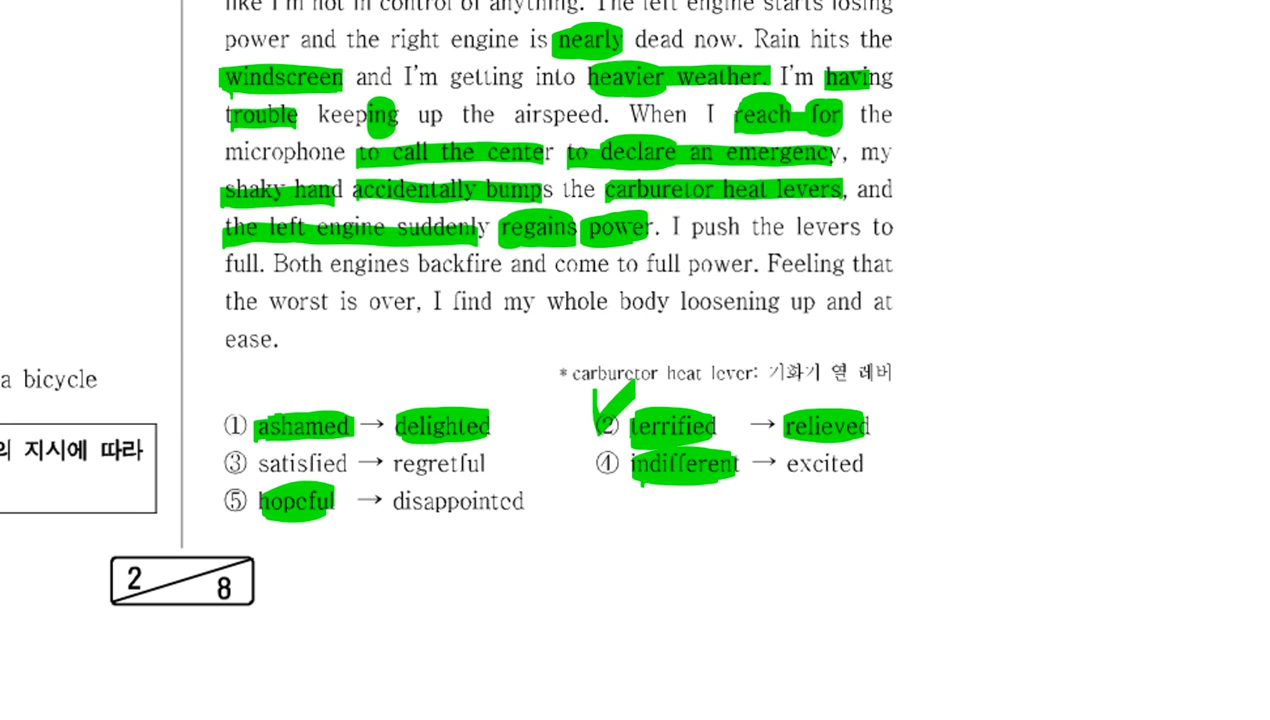 like I'm not in control of anything. The left engine starts losing
power and the right engine is nearly dead now. Rain hits the
windscreen and I'm getting into heavier weather. I'm having
trouble keeping up the airspeed. When I reach for the
microphone to call the center to declare an emergency, my
shaky hand accidentally bumps the carburetor heat levers, and
the left engine suddenly regains power. I push the levers to
full. Both engines backfire and come to full power. Feeling that
the worst is over, I find my whole body loosening up and at
ease.
* carburetor heat lever: 기화기 열 레버
① ashamed → delighted ② terrified → relieved
③ satisfied → regretful ④ indifferent → excited
⑤ hopeful → disappointed
a bicycle
의 지시에 따라
2 8